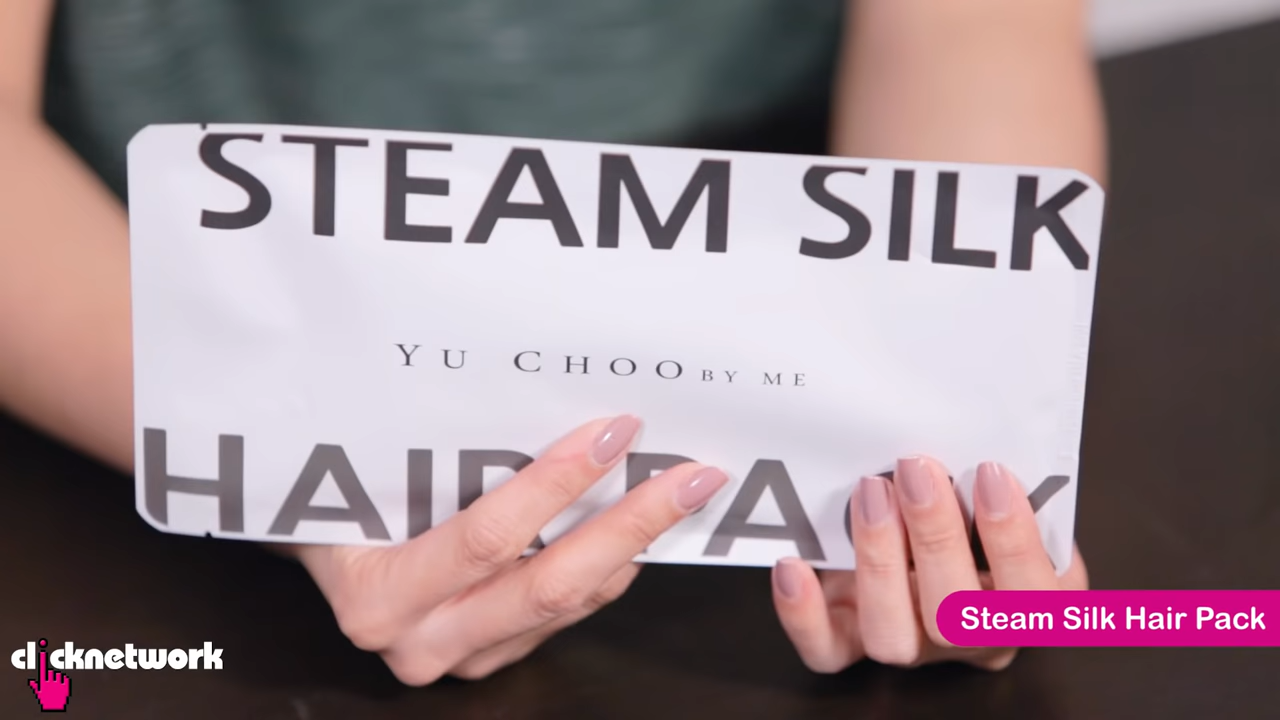 STEAM SILK
YU CHOO BY ME
HAIR PACK
Steam Silk Hair Pack
clicknetwork